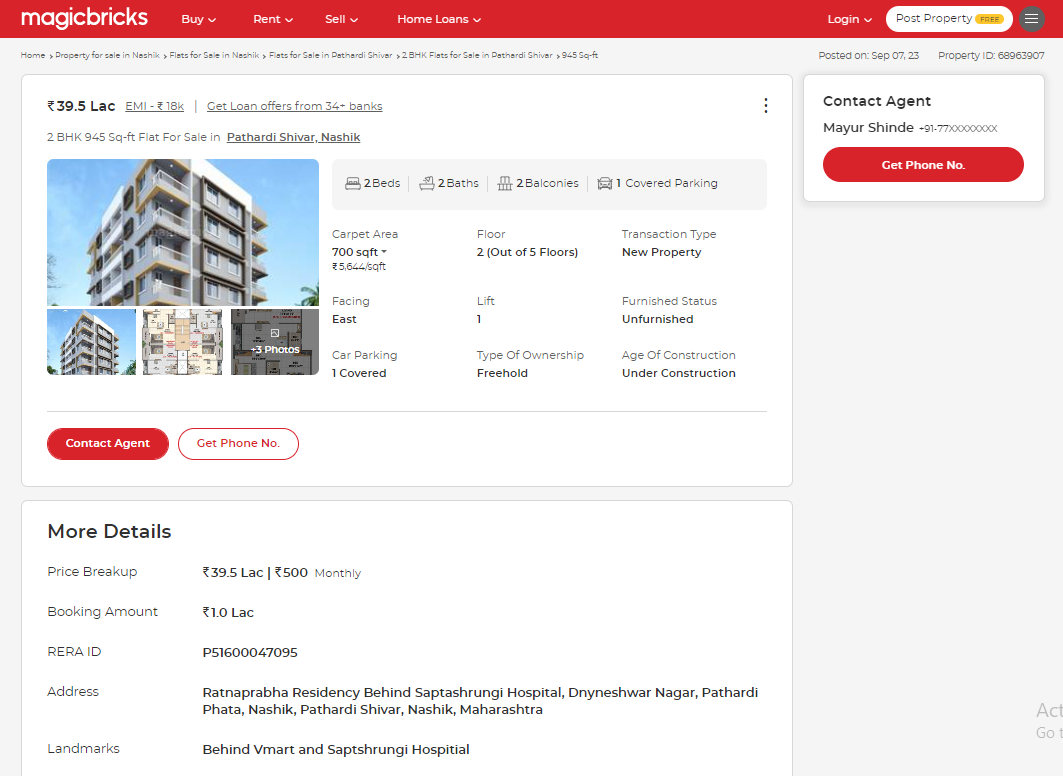 magicbricks Buy Rent Sell Home Loans Login Post Property FREE
Home Property for sale in Nashik Flats for Sale in Nashik Flats for Sale in Pathardi Shivar 2 BHK Flats for Sale in Pathardi Shivar 945 Sq-ft Posted on: Sep 07, 23 Property ID: 68963907
₹39.5 Lac EMI - ₹ 18k | Get Loan offers from 34+ banks
2 BHK 945 Sq-ft Flat For Sale in Pathardi Shivar, Nashik
2 Beds 2 Baths 2 Balconies 1 Covered Parking
Carpet Area
700 sqft
₹5,644/sqft
Floor
2 (Out of 5 Floors)
Transaction Type
New Property
Facing
East
Lift
1
Furnished Status
Unfurnished
Car Parking
1 Covered
Type Of Ownership
Freehold
Age Of Construction
Under Construction
+3 Photos
Contact Agent Get Phone No.
Contact Agent
Mayur Shinde +91-77XXXXXXXX
Get Phone No.
More Details
Price Breakup ₹39.5 Lac | ₹500 Monthly
Booking Amount ₹1.0 Lac
RERA ID P51600047095
Address Ratnaprabha Residency Behind Saptashrungi Hospital, Dnyneshwar Nagar, Pathardi
Phata, Nashik, Pathardi Shivar, Nashik, Maharashtra
Landmarks Behind Vmart and Saptshrungi Hospitial
Act
Go t